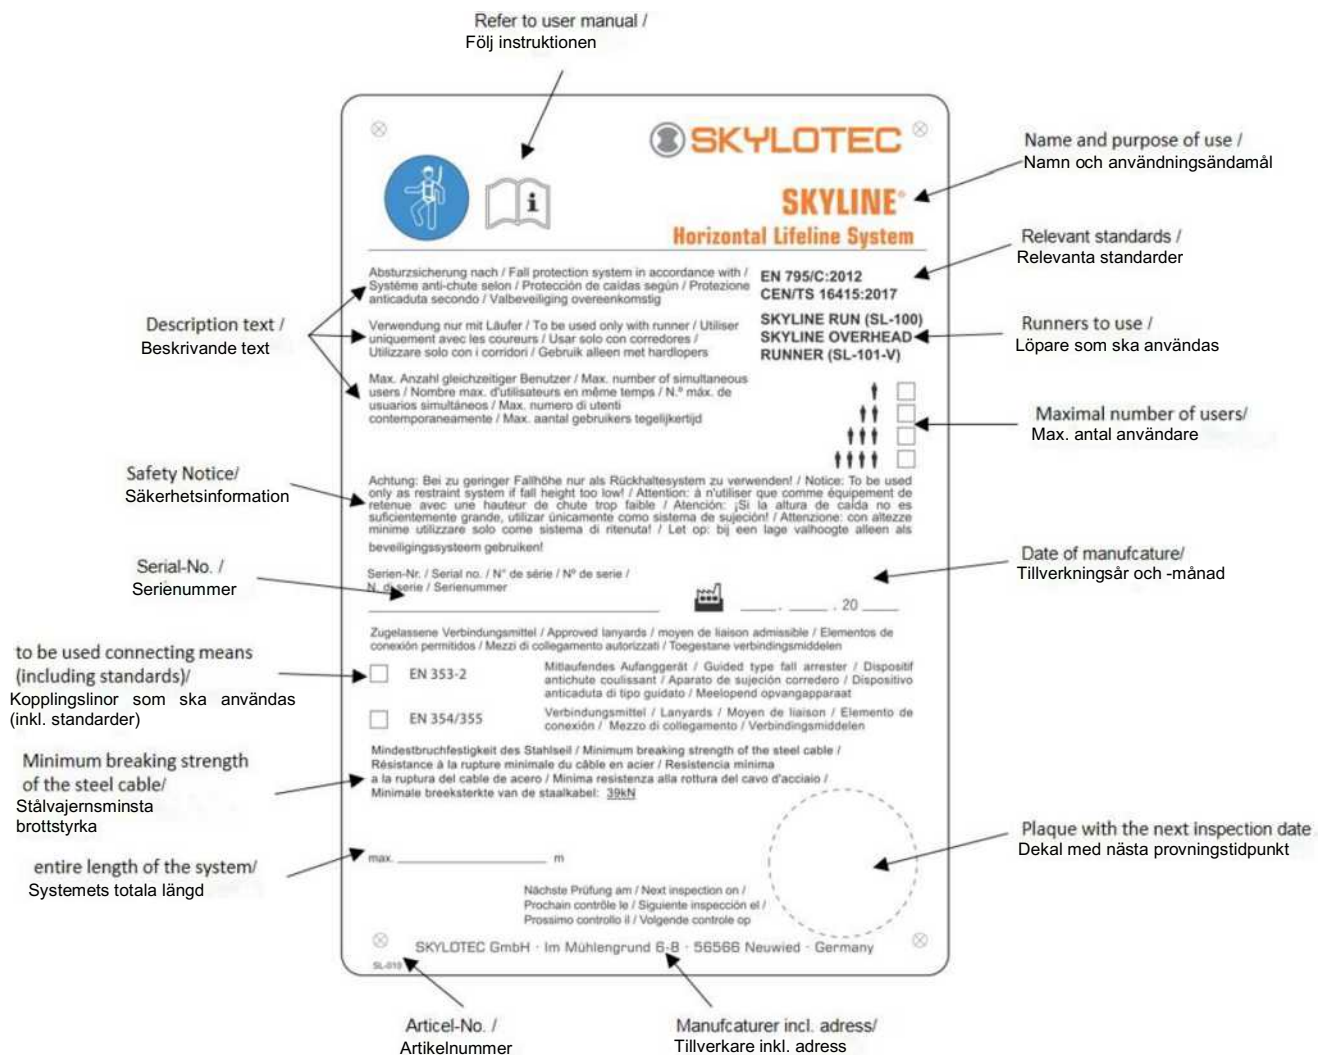 Refer to user manual /
Följ instruktionen
SKYLOTEC
SKYLINE®
Horizontal Lifeline System
Name and purpose of use /
Namn och användningsändamål
Relevant standards /
Relevanta standarder
Absturzsicherung nach / Fall protection system in accordance with /
Système anti-chute selon / Protección de caídas según / Protezione
anticaduta secondo / Valbeveiliging overeenkomstig
EN 795/C:2012
CEN/TS 16415:2017
Description text /
Beskrivande text
Verwendung nur mit Läufer / To be used only with runner / Utiliser
uniquement avec les coureurs / Usar solo con corredores /
Utilizzare solo con i corridori / Gebruik alleen met hardlopers
SKYLINE RUN (SL-100)
SKYLINE OVERHEAD
RUNNER (SL-101-V)
Runners to use /
Löpare som ska användas
Max. Anzahl gleichzeitiger Benutzer / Max. number of simultaneous
users / Nombre max. d'utilisateurs en même temps / N.º máx. de
usuarios simultáneos / Max. numero di utenti
contemporaneamente / Max. aantal gebruikers tegelijkertijd
Maximal number of users/
Max. antal användare
Safety Notice/
Säkerhetsinformation
Achtung: Bei zu geringer Fallhöhe nur als Rückhaltesystem zu verwenden! / Notice: To be used
only as restraint system if fall height too low! / Attention: à n'utiliser que comme équipement de
retenue avec une hauteur de chute trop faible / Atención: ¡Si la altura de caída no es
suficientemente grande, utilizar únicamente como sistema de sujeción! / Attenzione: con altezze
minime utilizzare solo come sistema di ritenuta! / Let op: bij een lage valhoogte alleen als
beveiligingssysteem gebruiken!
Serial-No. /
Serienummer
Serien-Nr. / Serial no. / N° de série / Nº de serie /
N. di serie / Serienummer
____ . ____ . 20 ____
Date of manufcature/
Tillverkningsår och -månad
Zugelassene Verbindungsmittel / Approved lanyards / moyen de liaison admissible / Elementos de
conexión permitidos / Mezzi di collegamento autorizzati / Toegestane verbindingsmiddelen
to be used connecting means
(including standards)/
Kopplingslinor som ska användas
(inkl. standarder)
EN 353-2
Mitlaufendes Aufanggerät / Guided type fall arrester / Dispositif
antichute coulissant / Aparato de sujeción corredero / Dispositivo
anticaduta di tipo guidato / Meelopend opvangapparaat
EN 354/355
Verbindungsmittel / Lanyards / Moyen de liaison / Elemento de
conexión / Mezzo di collegamento / Verbindingsmiddelen
Minimum breaking strength
of the steel cable/
Stålvajernsminsta
brottstyrka
Mindestbruchfestigkeit des Stahlseil / Minimum breaking strength of the steel cable /
Résistance à la rupture minimale du câble en acier / Resistencia mínima
a la ruptura del cable de acero / Minima resistenza alla rottura del cavo d'acciaio /
Minimale breeksterkte van de staalkabel: 39kN
Plaque with the next inspection date
Dekal med nästa provningstidpunkt
entire length of the system/
Systemets totala längd
max. ____________ m
Nächste Prüfung am / Next inspection on /
Prochain contrôle le / Siguiente inspección el /
Prossimo controllo il / Volgende controle op
SKYLOTEC GmbH · Im Mühlengrund 6-8 · 56566 Neuwied · Germany
SL-010
Articel-No. /
Artikelnummer
Manufcaturer incl. adress/
Tillverkare inkl. adress